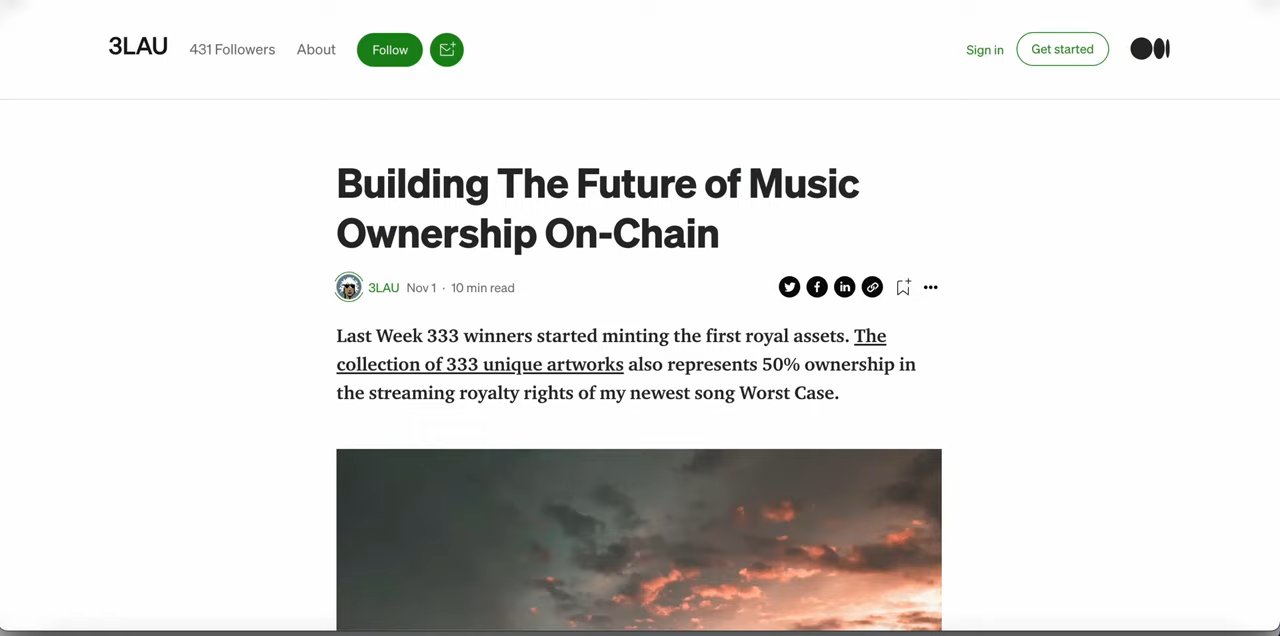 3LAU 431 Followers About Follow Sign in Get started
Building The Future of Music
Ownership On-Chain
3LAU Nov 1 · 10 min read
Last Week 333 winners started minting the first royal assets. The
collection of 333 unique artworks also represents 50% ownership in
the streaming royalty rights of my newest song Worst Case.